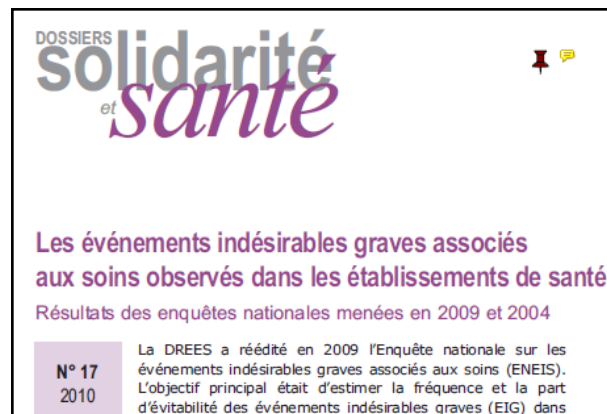 DOSSIERS
solidarité
et santé
Les événements indésirables graves associés
aux soins observés dans les établissements de santé
Résultats des enquêtes nationales menées en 2009 et 2004
N° 17
2010
La DREES a réédité en 2009 l'Enquête nationale sur les
événements indésirables graves associés aux soins (ENEIS).
L'objectif principal était d'estimer la fréquence et la part
d'évitabilité des événements indésirables graves (EIG) dans